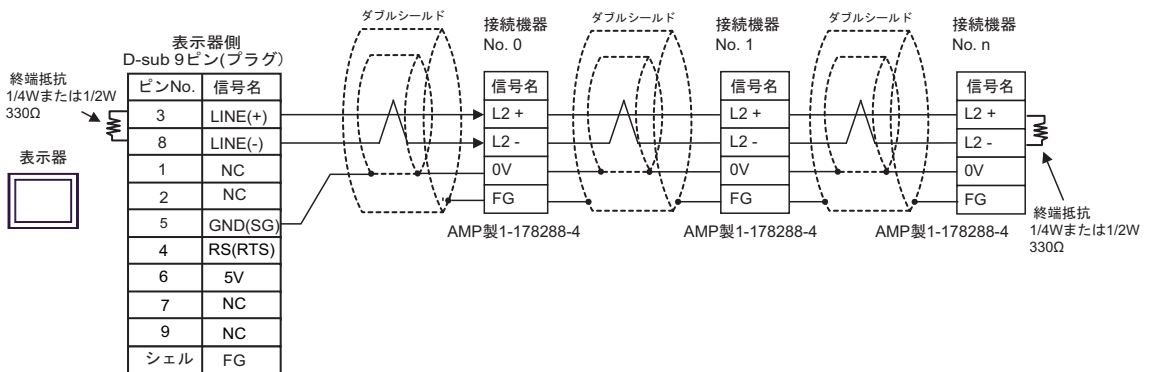 ダブルシールド
ダブルシールド
ダブルシールド
表示器側
D-sub 9ピン(プラグ)
接続機器
No. 0
接続機器
No. 1
接続機器
No. n
終端抵抗
1/4Wまたは1/2W
330Ω
表示器
ピンNo. 信号名
3 LINE(+)
8 LINE(-)
1 NC
2 NC
5 GND(SG)
4 RS(RTS)
6 5V
7 NC
9 NC
シェル FG
信号名
L2 +
L2 -
0V
FG
AMP製1-178288-4
信号名
L2 +
L2 -
0V
FG
AMP製1-178288-4
信号名
L2 +
L2 -
0V
FG
AMP製1-178288-4
終端抵抗
1/4Wまたは1/2W
330Ω